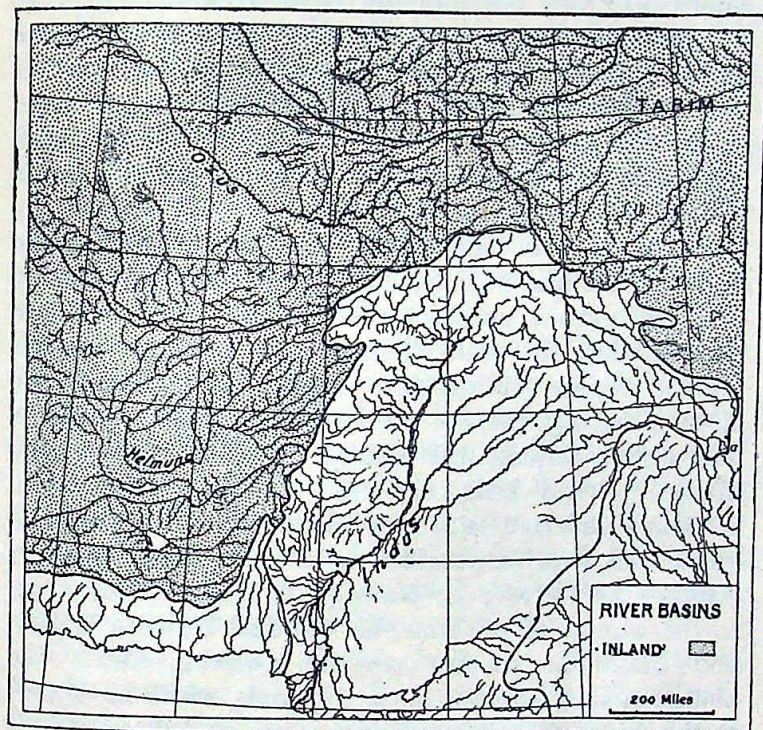 TARIM
OXUS
Helmund
Indus
RIVER BASINS
INLAND
200 Miles